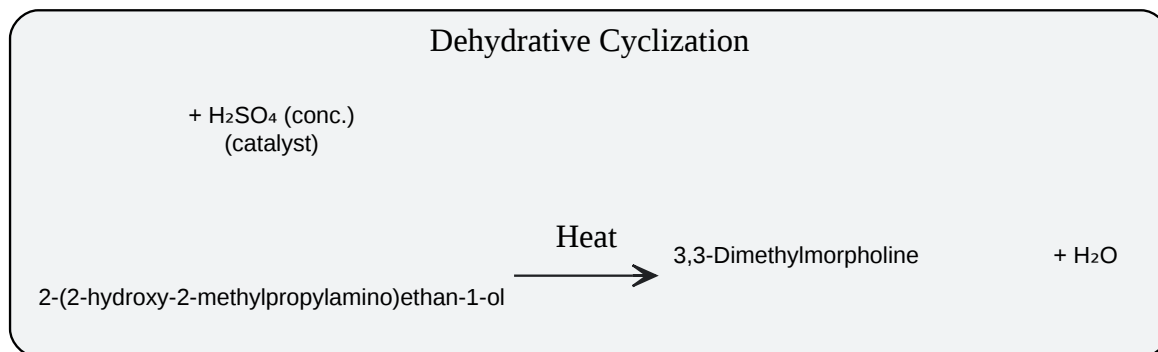 Dehydrative Cyclization
+ H₂SO₄ (conc.)
(catalyst)
Heat
3,3-Dimethylmorpholine
+ H₂O
2-(2-hydroxy-2-methylpropylamino)ethan-1-ol